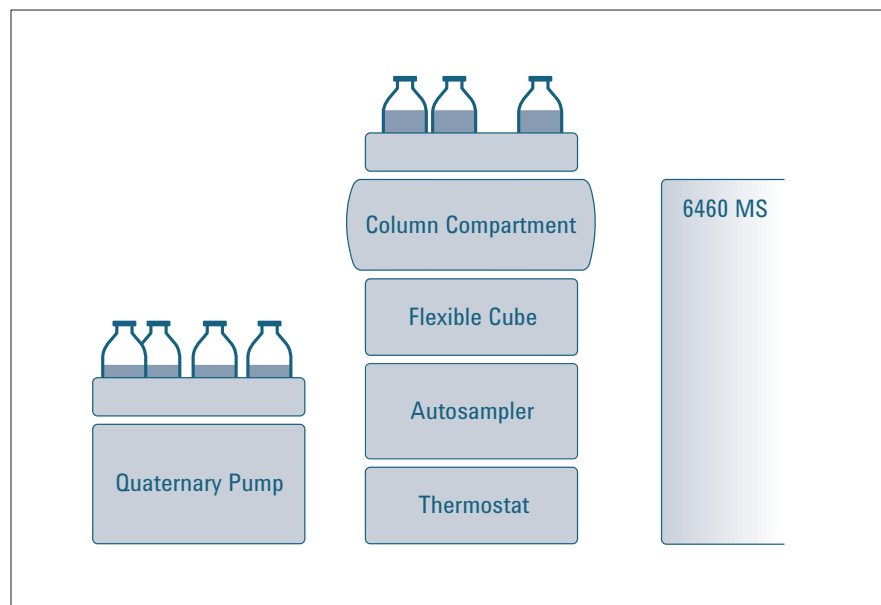 Column Compartment
6460 MS
Flexible Cube
Autosampler
Quaternary Pump
Thermostat